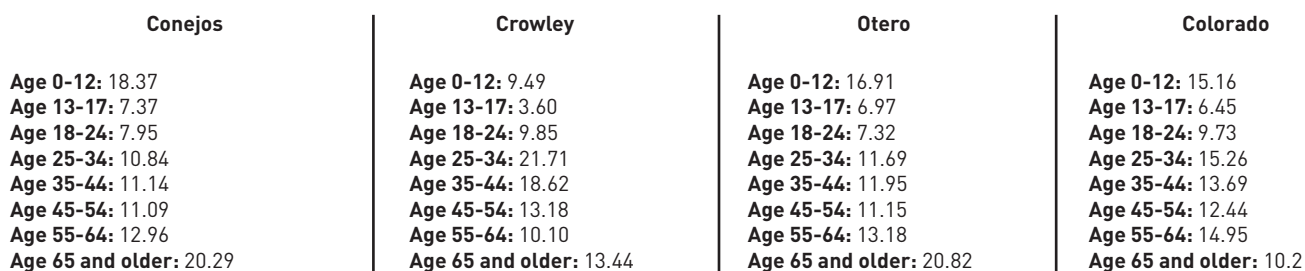 Conejos
Age 0-12: 18.37
Age 13-17: 7.37
Age 18-24: 7.95
Age 25-34: 10.84
Age 35-44: 11.14
Age 45-54: 11.09
Age 55-64: 12.96
Age 65 and older: 20.29
Crowley
Age 0-12: 9.49
Age 13-17: 3.60
Age 18-24: 9.85
Age 25-34: 21.71
Age 35-44: 18.62
Age 45-54: 13.18
Age 55-64: 10.10
Age 65 and older: 13.44
Otero
Age 0-12: 16.91
Age 13-17: 6.97
Age 18-24: 7.32
Age 25-34: 11.69
Age 35-44: 11.95
Age 45-54: 11.15
Age 55-64: 13.18
Age 65 and older: 20.82
Colorado
Age 0-12: 15.16
Age 13-17: 6.45
Age 18-24: 9.73
Age 25-34: 15.26
Age 35-44: 13.69
Age 45-54: 12.44
Age 55-64: 14.95
Age 65 and older: 10.2